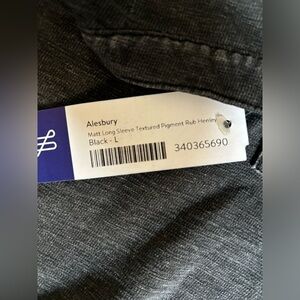 Alesbury
Matt Long Sleeve Textured Pigment Rub Henley
Black - L
340365690